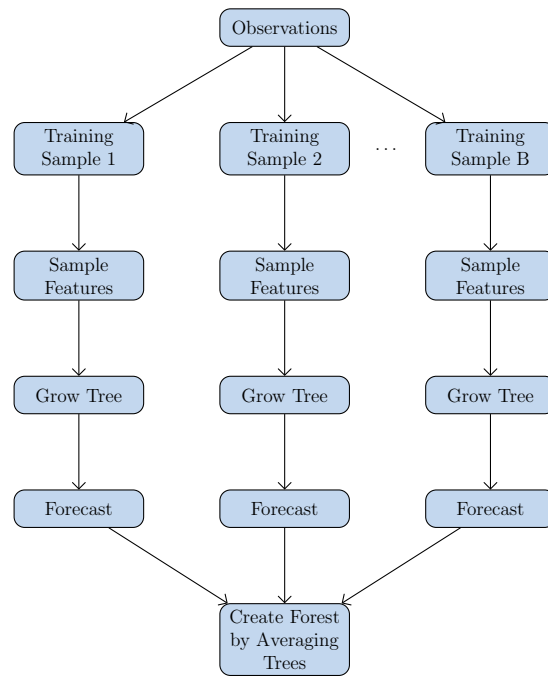 Observations
Training
Sample 1
Training
Sample 2
...
Training
Sample B
Sample
Features
Sample
Features
Sample
Features
Grow Tree
Grow Tree
Grow Tree
Forecast
Forecast
Forecast
Create Forest
by Averaging
Trees